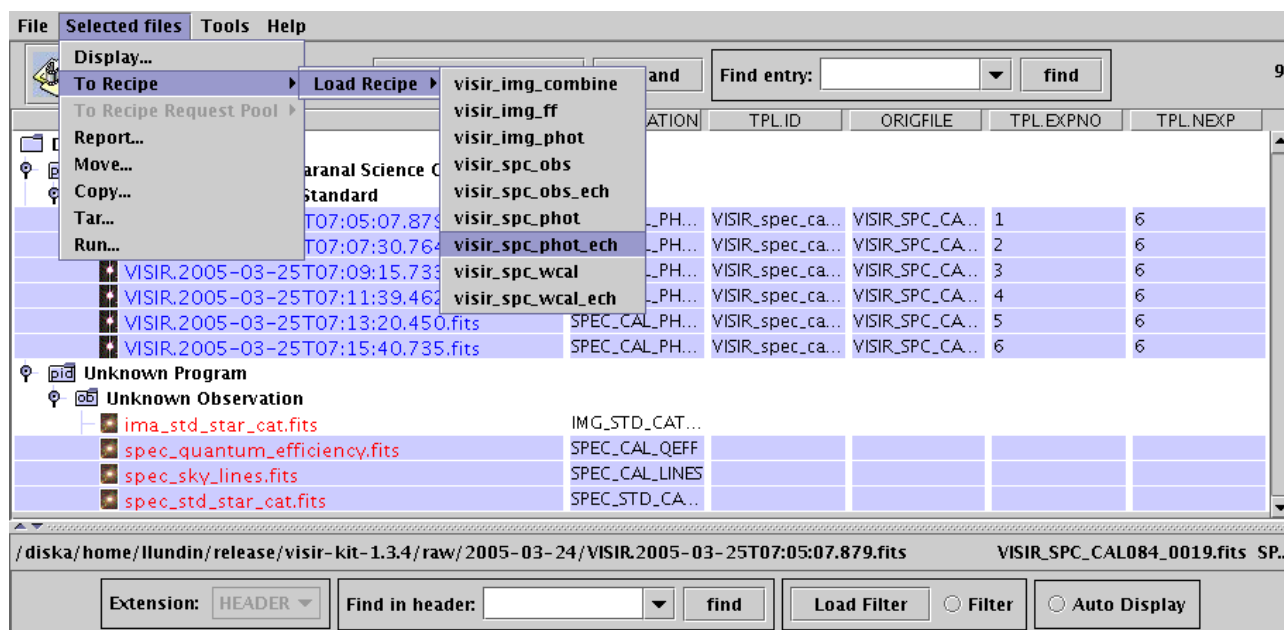 File Selected files Tools Help
Display...
To Recipe
To Recipe Request Pool
Report...
Move...
Copy...
Tar...
Run...
Load Recipe
visir_img_combine
visir_img_ff
visir_img_phot
visir_spc_obs
visir_spc_obs_ech
visir_spc_phot
visir_spc_phot_ech
visir_spc_wcal
visir_spc_wcal_ech
and Find entry: find 9
ATION TPL.ID ORIGFILE TPL.EXPNO TPL.NEXP
aranal Science C
Standard
T07:05:07.879 _PH... VISIR_spec_ca... VISIR_SPC_CA... 1 6
T07:07:30.764 _PH... VISIR_spec_ca... VISIR_SPC_CA... 2 6
VISIR.2005-03-25T07:09:15.733 _PH... VISIR_spec_ca... VISIR_SPC_CA... 3 6
VISIR.2005-03-25T07:11:39.462 _PH... VISIR_spec_ca... VISIR_SPC_CA... 4 6
VISIR.2005-03-25T07:13:20.450.fits SPEC_CAL_PH... VISIR_spec_ca... VISIR_SPC_CA... 5 6
VISIR.2005-03-25T07:15:40.735.fits SPEC_CAL_PH... VISIR_spec_ca... VISIR_SPC_CA... 6 6
pid Unknown Program
ob Unknown Observation
ima_std_star_cat.fits IMG_STD_CAT...
spec_quantum_efficiency.fits SPEC_CAL_QEFF
spec_sky_lines.fits SPEC_CAL_LINES
spec_std_star_cat.fits SPEC_STD_CA...
/diska/home/llundin/release/visir-kit-1.3.4/raw/2005-03-24/VISIR.2005-03-25T07:05:07.879.fits VISIR_SPC_CAL084_0019.fits SP..
Extension: HEADER Find in header: find Load Filter Filter Auto Display